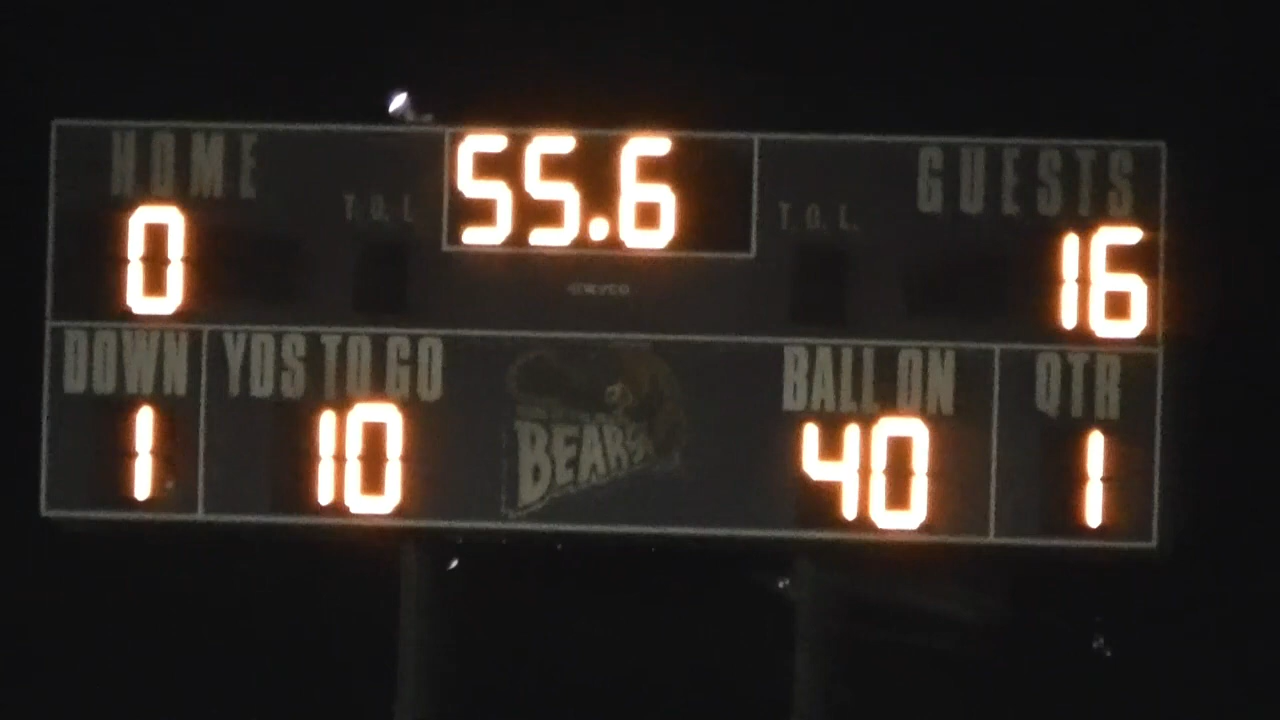 HOME 55.6 GUESTS
T.O.L. T.O.L.
0 16
DOWN YDS TO GO BALL ON QTR
1 10 40 1
BEARS